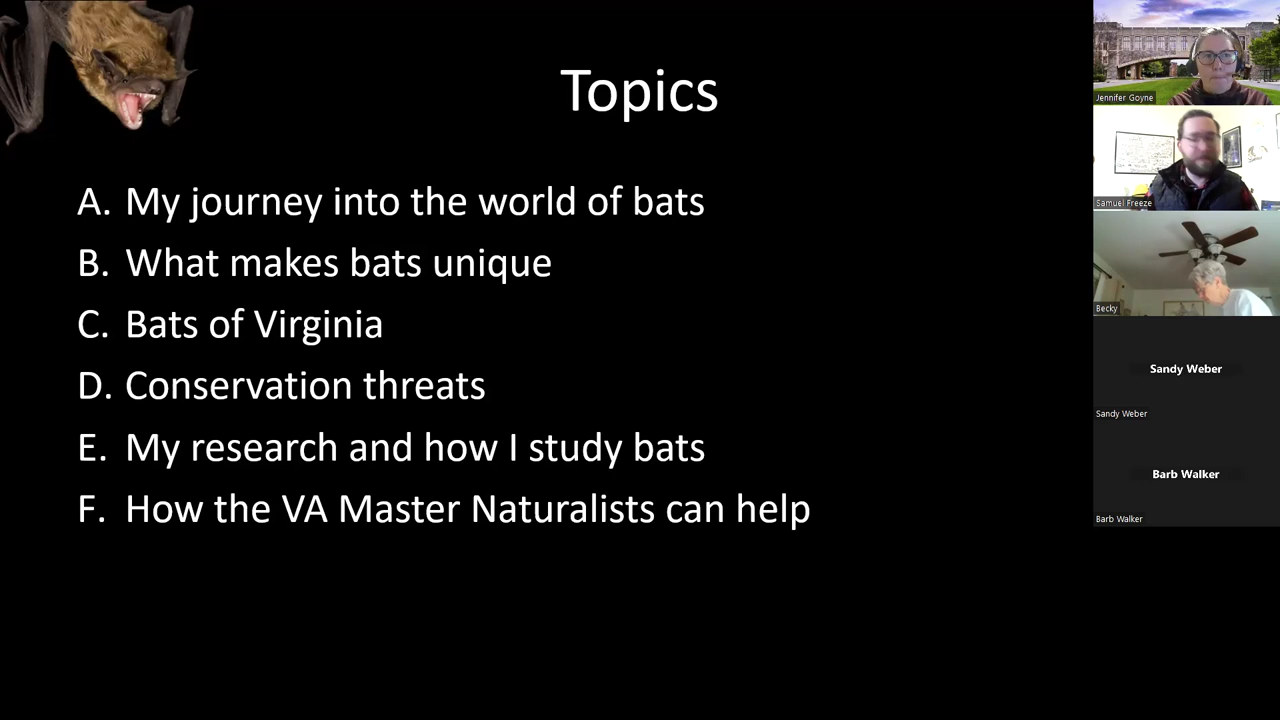 Topics
A. My journey into the world of bats
B. What makes bats unique
C. Bats of Virginia
D. Conservation threats
E. My research and how I study bats
F. How the VA Master Naturalists can help
Jennifer Goyne
Samuel Freeze
Becky
Sandy Weber
Sandy Weber
Barb Walker
Barb Walker